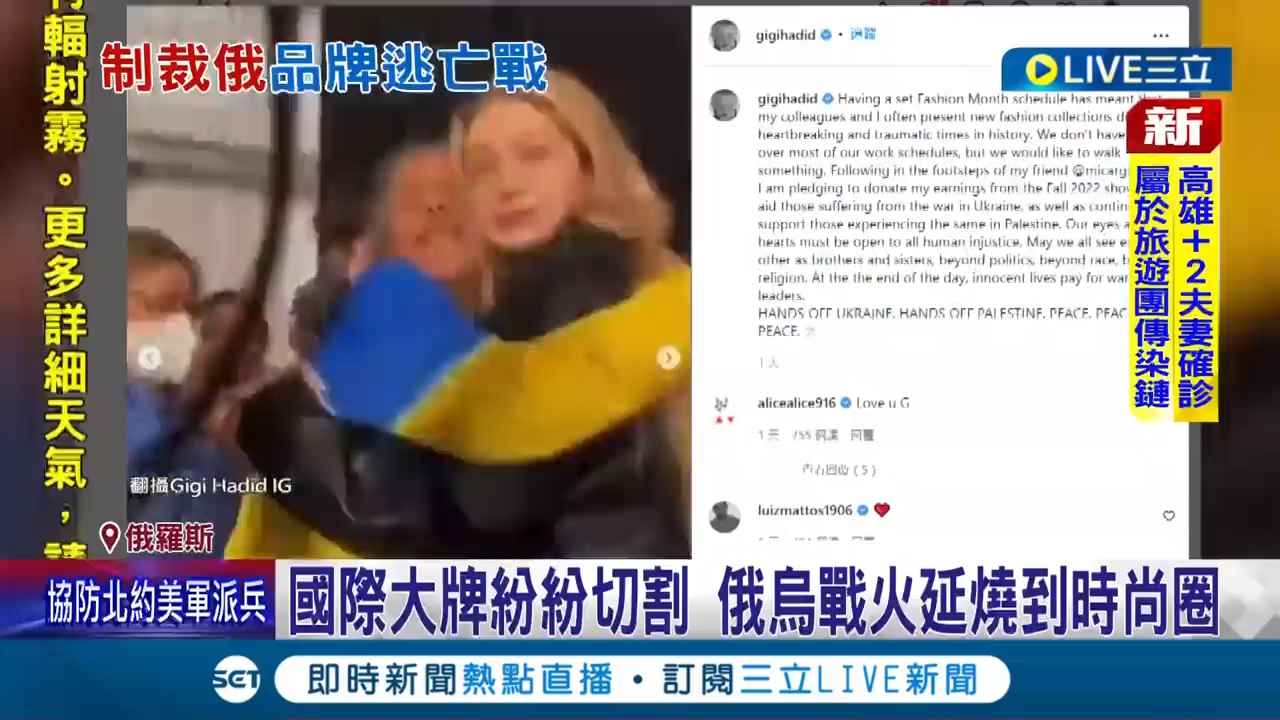 輻射霧。更多詳細天氣,
制裁俄品牌逃亡戰
翻攝Gigi Hadid IG
俄羅斯
gigihadid •
gigihadid Having a set Fashion Month schedule has meant
my colleagues and I often present new fashion collections
heartbreaking and traumatic times in history. We don't have
over most of our work schedules, but we would like to walk
something. Following in the footsteps of my friend
I am pledging to donate my earnings from the Fall 2022
aid those suffering from the war in Ukraine, as well as
support those experiencing the same in Palestine. Our eyes
hearts must be open to all human injustice. May we all see
other as brothers and sisters, beyond politics, beyond race,
religion. At the the end of the day, innocent lives pay for war
leaders.
HANDS OFF UKRAINE. HANDS OFF PALESTINE. PEACE.
PEACE.
1天
alicealice916 Love u G
1天 755 個讚 回覆
查看回覆 (5)
luizmattos1906
LIVE三立
新
高雄+2夫妻確診
屬於旅遊團傳染鏈
協防北約美軍派兵
國際大牌紛紛切割 俄烏戰火延燒到時尚圈
SET
即時新聞熱點直播・訂閱三立LIVE新聞